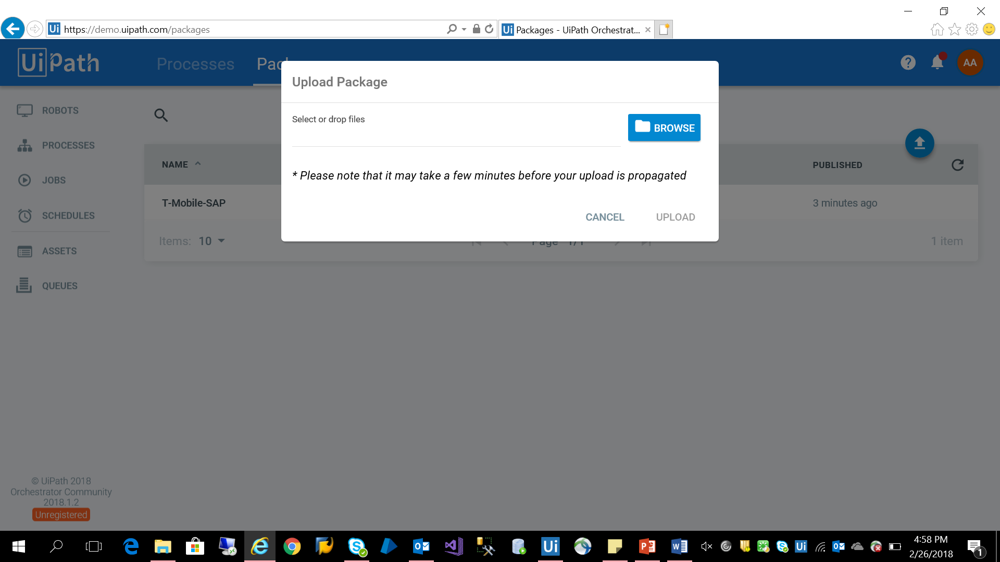 https://demo.uipath.com/packages
Packages - UiPath Orchestrat...
UiPath
Processes
AA
Upload Package
Select or drop files
BROWSE
* Please note that it may take a few minutes before your upload is propagated
CANCEL
UPLOAD
ROBOTS
PROCESSES
JOBS
SCHEDULES
ASSETS
QUEUES
NAME
PUBLISHED
T-Mobile-SAP
3 minutes ago
Items: 10
Page 1/1
1 item
© UiPath 2018
Orchestrator Community
2018.1.2
Unregistered
4:58 PM
2/26/2018
1